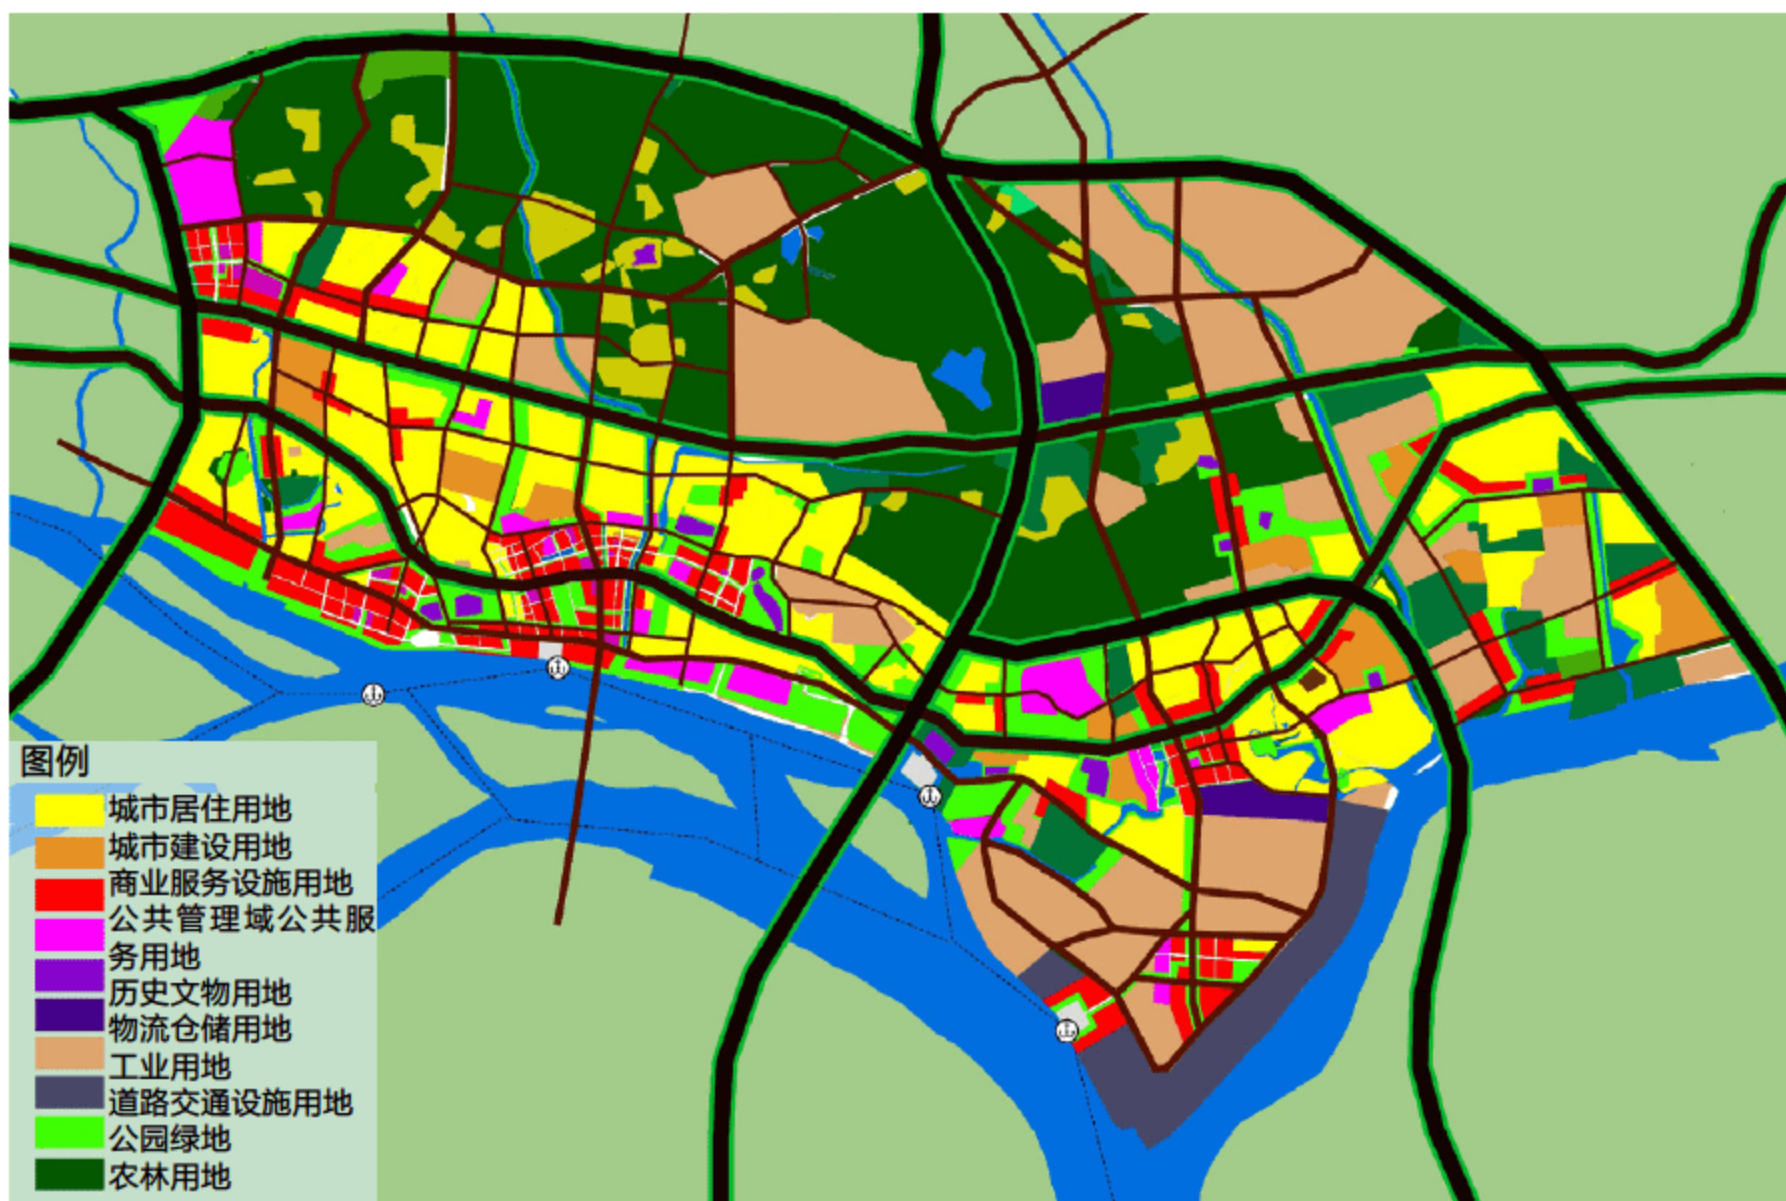 图例
城市居住用地
城市建设用地
商业服务设施用地
公共管理域公共服
务用地
历史文物用地
物流仓储用地
工业用地
道路交通设施用地
公园绿地
农林用地